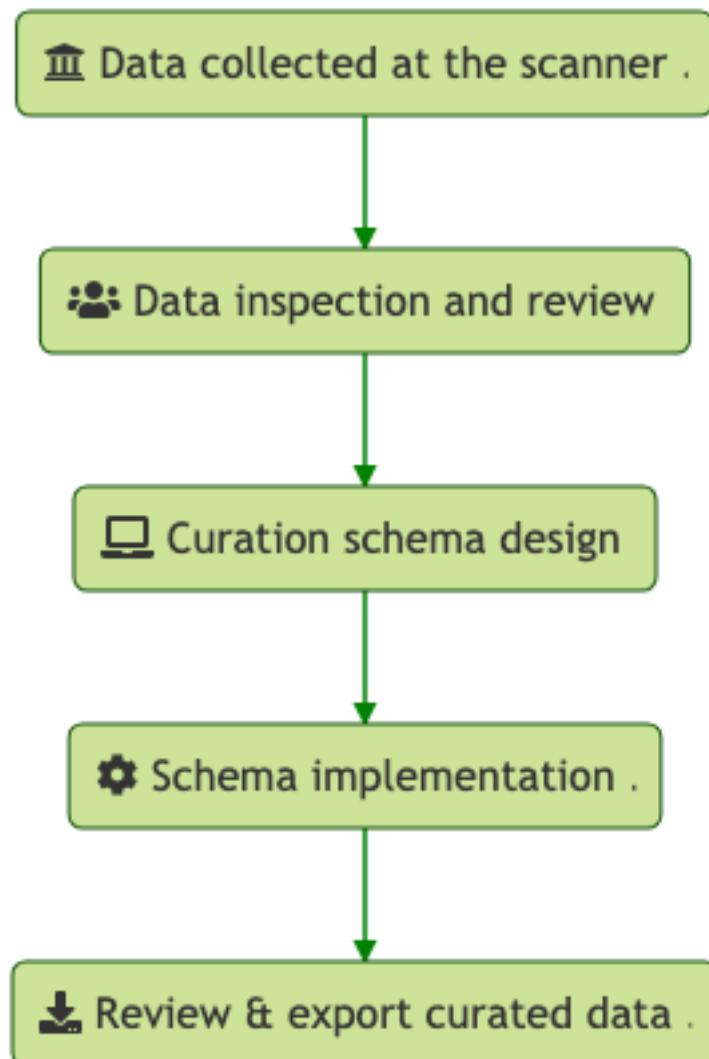 Data collected at the scanner .
Data inspection and review
Curation schema design
Schema implementation .
Review & export curated data .